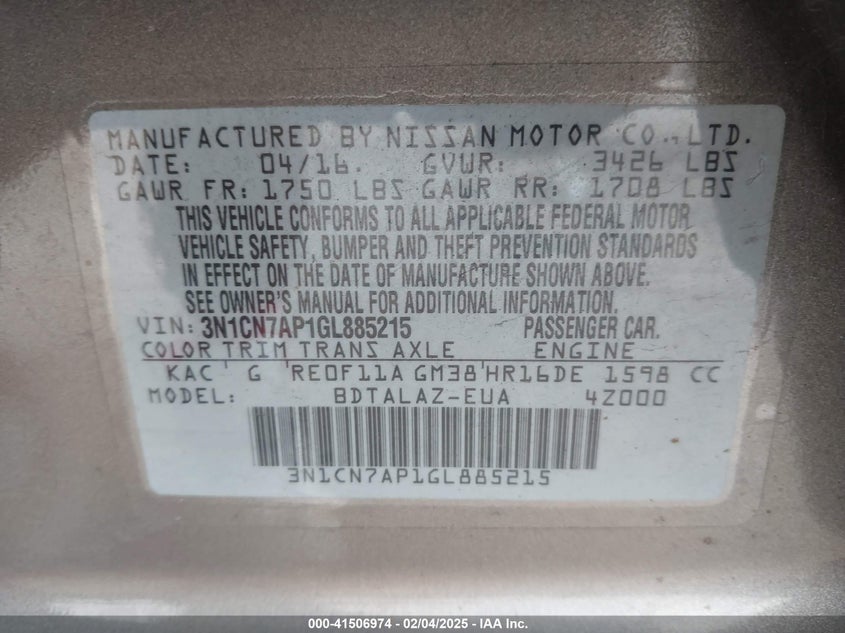 MANUFACTURED BY NISSAN MOTOR CO., LTD.
DATE: 04/16. GVWR: 3426 LBS
GAWR FR: 1750 LBS GAWR RR: 1708 LBS
THIS VEHICLE CONFORMS TO ALL APPLICABLE FEDERAL MOTOR
VEHICLE SAFETY, BUMPER AND THEFT PREVENTION STANDARDS
IN EFFECT ON THE DATE OF MANUFACTURE SHOWN ABOVE.
SEE OWNER'S MANUAL FOR ADDITIONAL INFORMATION.
VIN: 3N1CN7AP1GL885215 PASSENGER CAR.
COLOR TRIM TRANS AXLE ENGINE
KAC G RE0F11A GM38 HR16DE 1598 CC
MODEL: BDTALAZ-EUA 4Z000
3N1CN7AP1GL885215
000-41506974 - 02/04/2025 - IAA Inc.